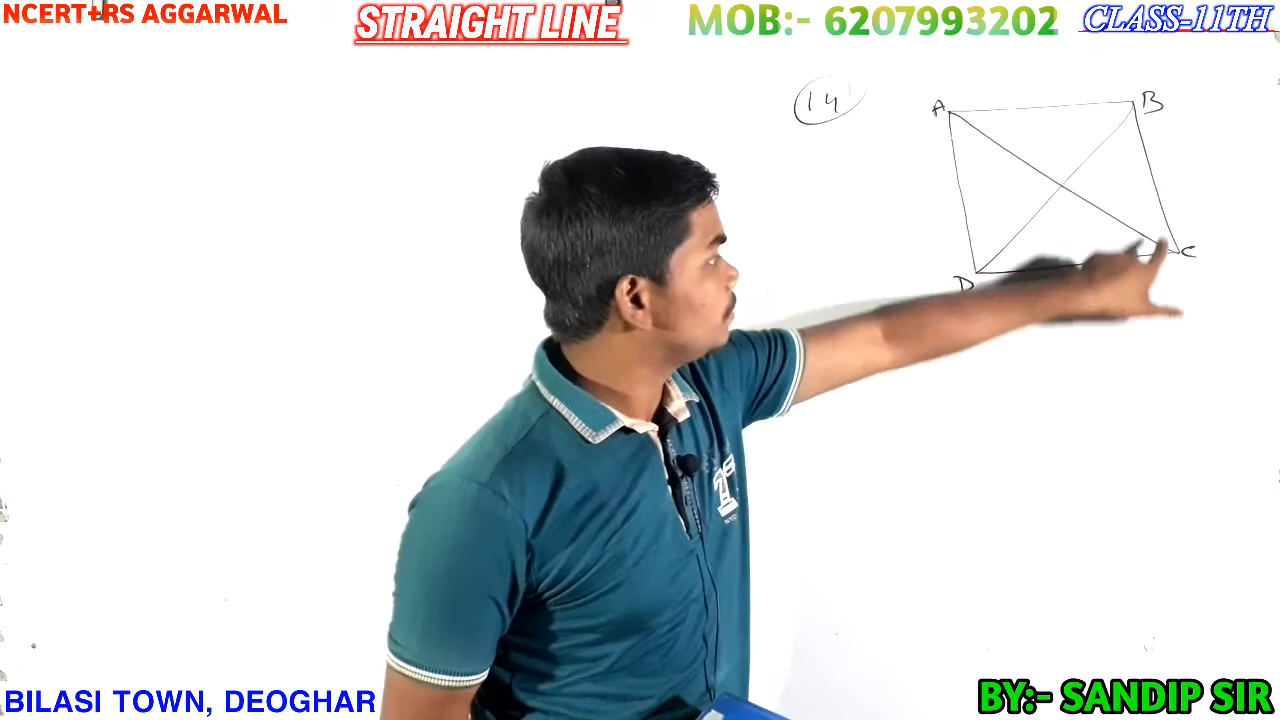 NCERT+RS AGGARWAL
STRAIGHT LINE
MOB:- 6207993202
CLASS-11TH
14
A
B
C
D
BILASI TOWN, DEOGHAR
BY:- SANDIP SIR